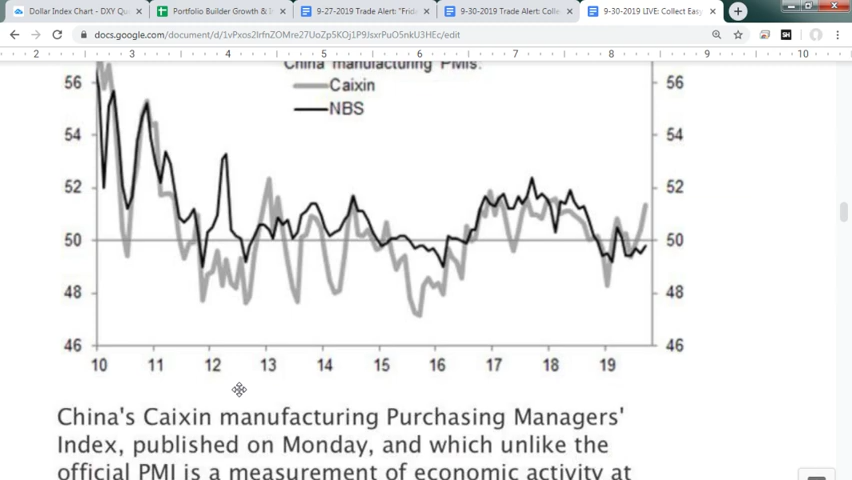 Dollar Index Chart - DXY Qu
Portfolio Builder Growth & I
9-27-2019 Trade Alert: "Frida
9-30-2019 Trade Alert: Colle
9-30-2019 LIVE: Collect Easy
docs.google.com/document/d/1vPxos2lrfnZOMRe27UoZp5KOj1P9JsxrPuO5nkU3HEc/edit
2 3 4 5 6 7 8 9 10
China manufacturing PMIs:
Caixin
NBS
56 56
54 54
52 52
50 50
48 48
46 46
10 11 12 13 14 15 16 17 18 19
China's Caixin manufacturing Purchasing Managers'
Index, published on Monday, and which unlike the
official PMI is a measurement of economic activity at